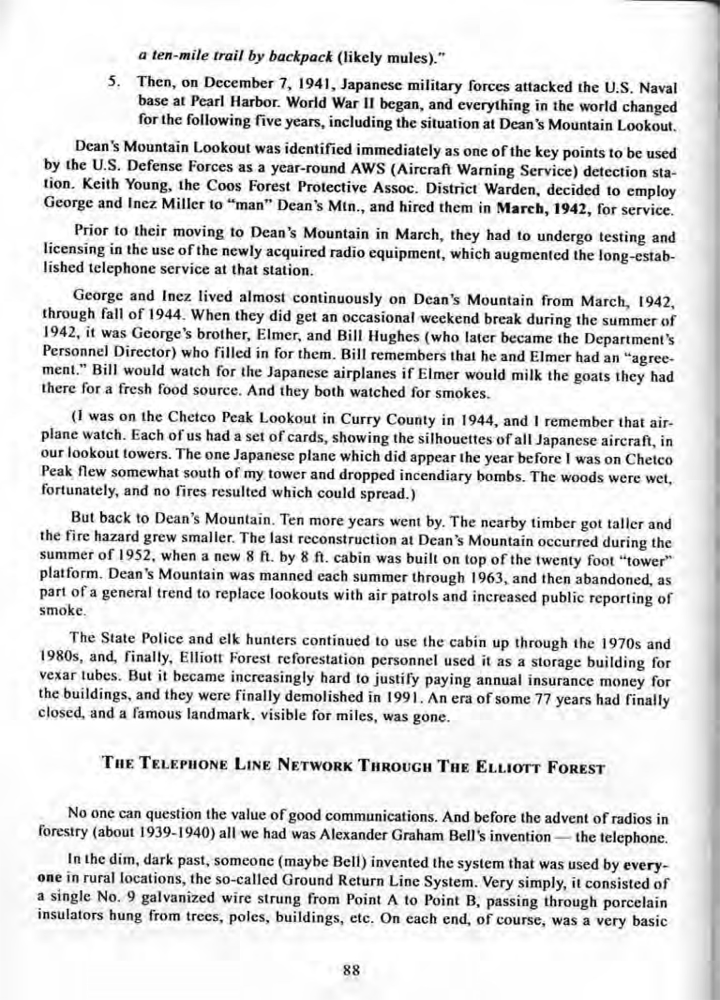 a ten-mile trail by backpack (likely mules)."
5. Then, on December 7, 1941, Japanese military forces attacked the U.S. Naval
base at Pearl Harbor. World War II began, and everything in the world changed
for the following five years, including the situation at Dean's Mountain Lookout.
Dean's Mountain Lookout was identified immediately as one of the key points to be used
by the U.S. Defense Forces as a year-round AWS (Aircraft Warning Service) detection sta-
tion. Keith Young, the Coos Forest Protective Assoc. District Warden, decided to employ
George and Inez Miller to "man" Dean's Mtn., and hired them in March, 1942, for service.
Prior to their moving to Dean's Mountain in March, they had to undergo testing and
licensing in the use of the newly acquired radio equipment, which augmented the long-estab-
lished telephone service at that station.
George and Inez lived almost continuously on Dean's Mountain from March, 1942,
through fall of 1944. When they did get an occasional weekend break during the summer of
1942, it was George's brother, Elmer, and Bill Hughes (who later became the Department's
Personnel Director) who filled in for them. Bill remembers that he and Elmer had an "agree-
ment." Bill would watch for the Japanese airplanes if Elmer would milk the goats they had
there for a fresh food source. And they both watched for smokes.
(I was on the Chetco Peak Lookout in Curry County in 1944, and I remember that air-
plane watch. Each of us had a set of cards, showing the silhouettes of all Japanese aircraft, in
our lookout towers. The one Japanese plane which did appear the year before I was on Chetco
Peak flew somewhat south of my tower and dropped incendiary bombs. The woods were wet,
fortunately, and no fires resulted which could spread.)
But back to Dean's Mountain. Ten more years went by. The nearby timber got taller and
the fire hazard grew smaller. The last reconstruction at Dean's Mountain occurred during the
summer of 1952, when a new 8 ft. by 8 ft. cabin was built on top of the twenty foot "tower"
platform. Dean's Mountain was manned each summer through 1963, and then abandoned, as
part of a general trend to replace lookouts with air patrols and increased public reporting of
smoke.
The State Police and elk hunters continued to use the cabin up through the 1970s and
1980s, and, finally, Elliott Forest reforestation personnel used it as a storage building for
vexar tubes. But it became increasingly hard to justify paying annual insurance money for
the buildings, and they were finally demolished in 1991. An era of some 77 years had finally
closed, and a famous landmark, visible for miles, was gone.
THE TELEPHONE LINE NETWORK THROUGH THE ELLIOTT FOREST
No one can question the value of good communications. And before the advent of radios in
forestry (about 1939-1940) all we had was Alexander Graham Bell's invention — the telephone.
In the dim, dark past, someone (maybe Bell) invented the system that was used by every-
one in rural locations, the so-called Ground Return Line System. Very simply, it consisted of
a single No. 9 galvanized wire strung from Point A to Point B, passing through porcelain
insulators hung from trees, poles, buildings, etc. On each end, of course, was a very basic
88